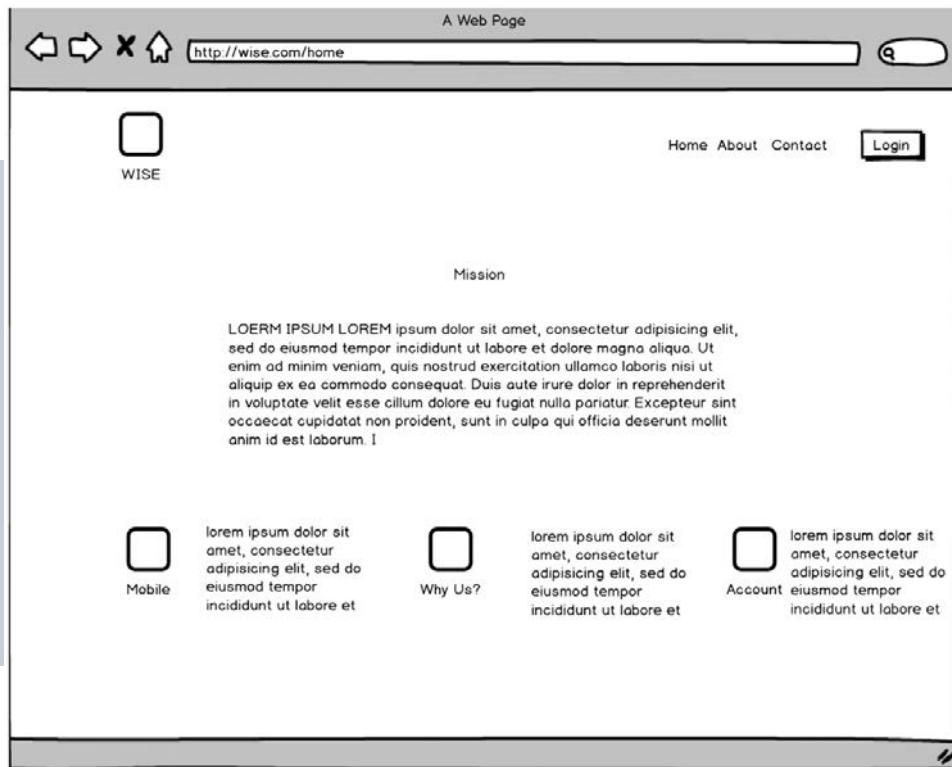 A Web Page
http://wise.com/home
WISE
Home About Contact Login
Mission
LOERM IPSUM LOREM ipsum dolor sit amet, consectetur adipisicing elit,
sed do eiusmod tempor incididunt ut labore et dolore magna aliqua. Ut
enim ad minim veniam, quis nostrud exercitation ullamco laboris nisi ut
aliquip ex ea commodo consequat. Duis aute irure dolor in reprehenderit
in voluptate velit esse cillum dolore eu fugiat nulla pariatur. Excepteur sint
occaecat cupidatat non proident, sunt in culpa qui officia deserunt mollit
anim id est laborum. I
Mobile
lorem ipsum dolor sit
amet, consectetur
adipisicing elit, sed do
eiusmod tempor
incididunt ut labore et
Why Us?
lorem ipsum dolor sit
amet, consectetur
adipisicing elit, sed do
eiusmod tempor
incididunt ut labore et
Account
lorem ipsum dolor sit
amet, consectetur
adipisicing elit, sed do
eiusmod tempor
incididunt ut labore et